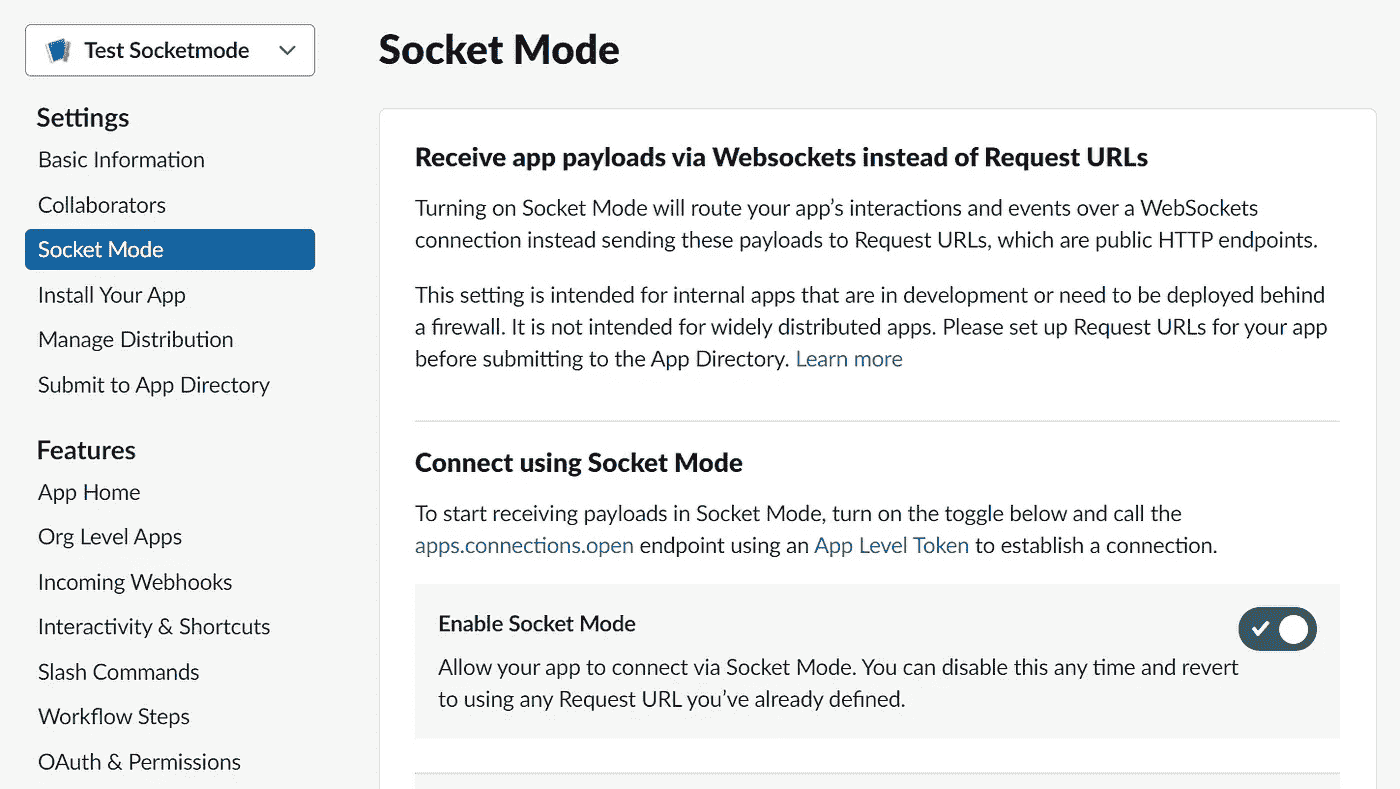 Test Socketmode
Settings
Basic Information
Collaborators
Socket Mode
Install Your App
Manage Distribution
Submit to App Directory
Features
App Home
Org Level Apps
Incoming Webhooks
Interactivity & Shortcuts
Slash Commands
Workflow Steps
OAuth & Permissions
Socket Mode
Receive app payloads via Websockets instead of Request URLs
Turning on Socket Mode will route your app’s interactions and events over a WebSockets
connection instead sending these payloads to Request URLs, which are public HTTP endpoints.
This setting is intended for internal apps that are in development or need to be deployed behind
a firewall. It is not intended for widely distributed apps. Please set up Request URLs for your app
before submitting to the App Directory. Learn more
Connect using Socket Mode
To start receiving payloads in Socket Mode, turn on the toggle below and call the
apps.connections.open endpoint using an App Level Token to establish a connection.
Enable Socket Mode
Allow your app to connect via Socket Mode. You can disable this any time and revert
to using any Request URL you’ve already defined.